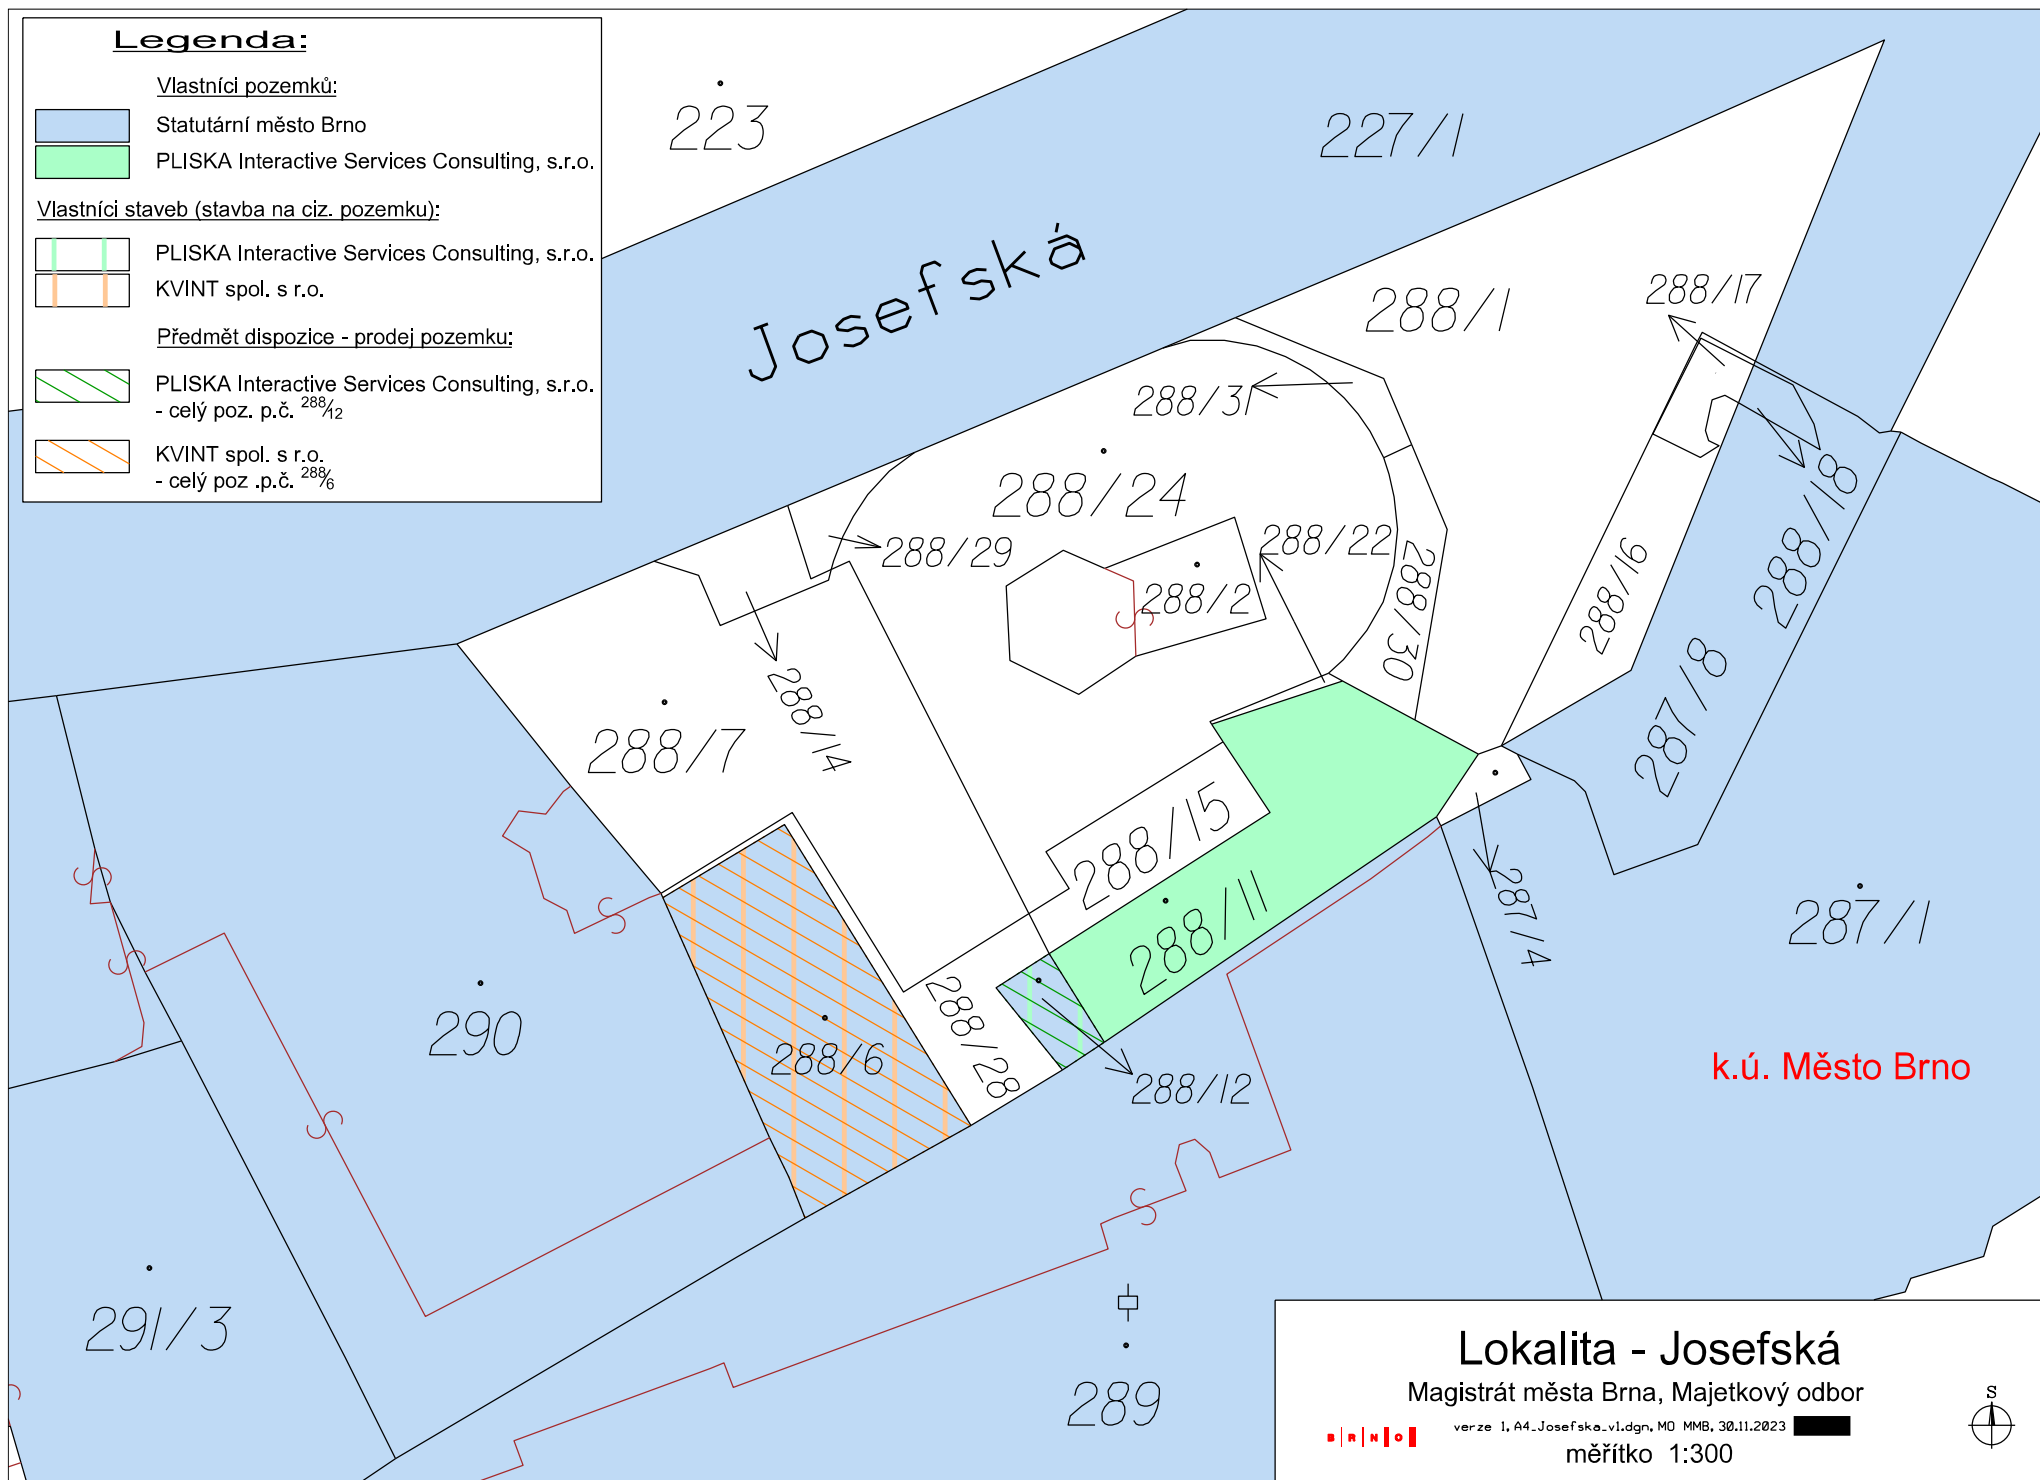 Legenda:
Vlastníci pozemků:
Statutární město Brno
PLISKA Interactive Services Consulting, s.r.o.
Vlastníci staveb (stavba na ciz. pozemku):
PLISKA Interactive Services Consulting, s.r.o.
KVINT spol. s r.o.
Předmět dispozice - prodej pozemku:
PLISKA Interactive Services Consulting, s.r.o.
- celý poz. p.č. 288/12
KVINT spol. s r.o.
- celý poz .p.č. 288/6
223
227/1
Josefská
288/1
288/17
288/31
288/24
288/29
288/22
288/2
288/30
288/16
288/18
287/8
288/7
288/14
288/15
288/11
287/4
287/1
290
288/6
288/28
288/12
k.ú. Město Brno
291/3
289
Lokalita - Josefská
Magistrát města Brna, Majetkový odbor
verze 1, A4_Josefska_v1.dgn, MO MMB, 30.11.2023
BRNO
měřítko 1:300
S